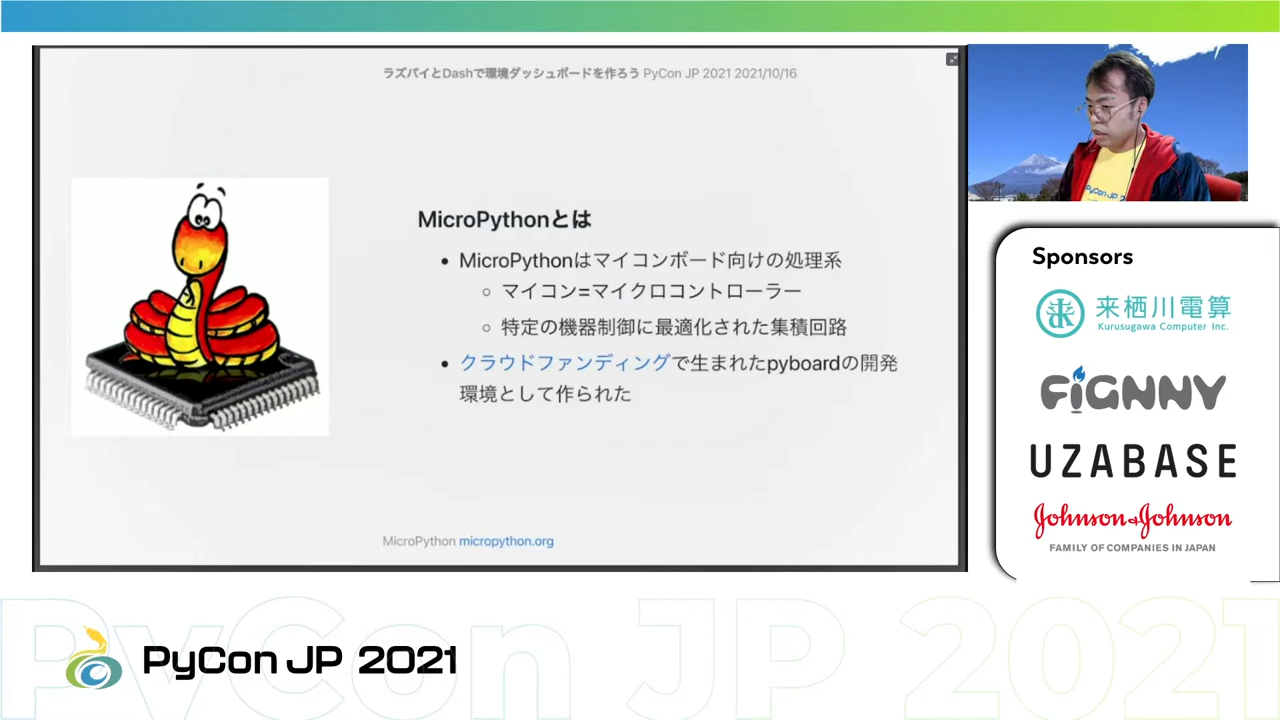 ラズパイとDashで環境ダッシュボードを作ろう PyCon JP 2021 2021/10/16
MicroPythonとは
MicroPythonはマイコンボード向けの処理系
マイコン=マイクロコントローラー
特定の機器制御に最適化された集積回路
クラウドファンディングで生まれたpyboardの開発
環境として作られた
MicroPython micropython.org
PyCon JP 2
Sponsors
来栖川電算
Kurusugawa Computer Inc.
FiGNNY
UZABASE
Johnson&Johnson
FAMILY OF COMPANIES IN JAPAN
PyCon JP 2021
PyCon JP 2021